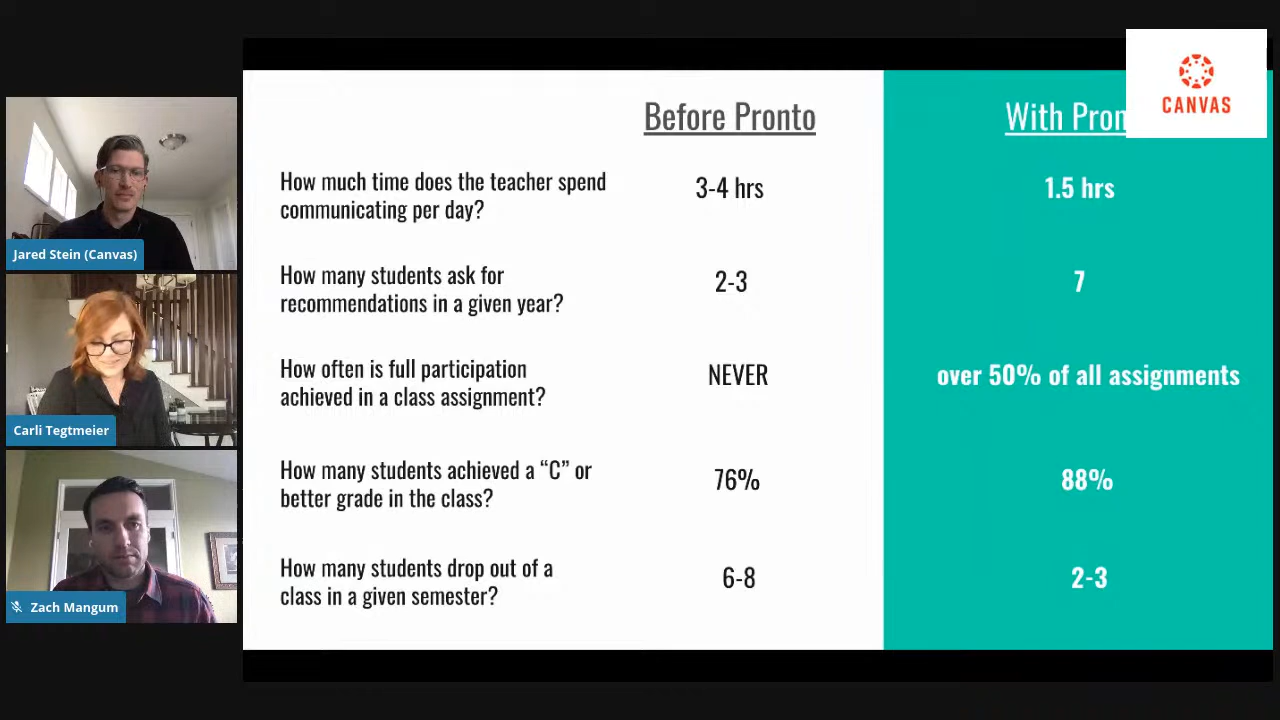 CANVAS
Before Pronto
With Pron
How much time does the teacher spend
communicating per day?
3-4 hrs
1.5 hrs
How many students ask for
recommendations in a given year?
2-3
7
How often is full participation
achieved in a class assignment?
NEVER
over 50% of all assignments
How many students achieved a “C” or
better grade in the class?
76%
88%
How many students drop out of a
class in a given semester?
6-8
2-3
Jared Stein (Canvas)
Carli Tegtmeier
Zach Mangum